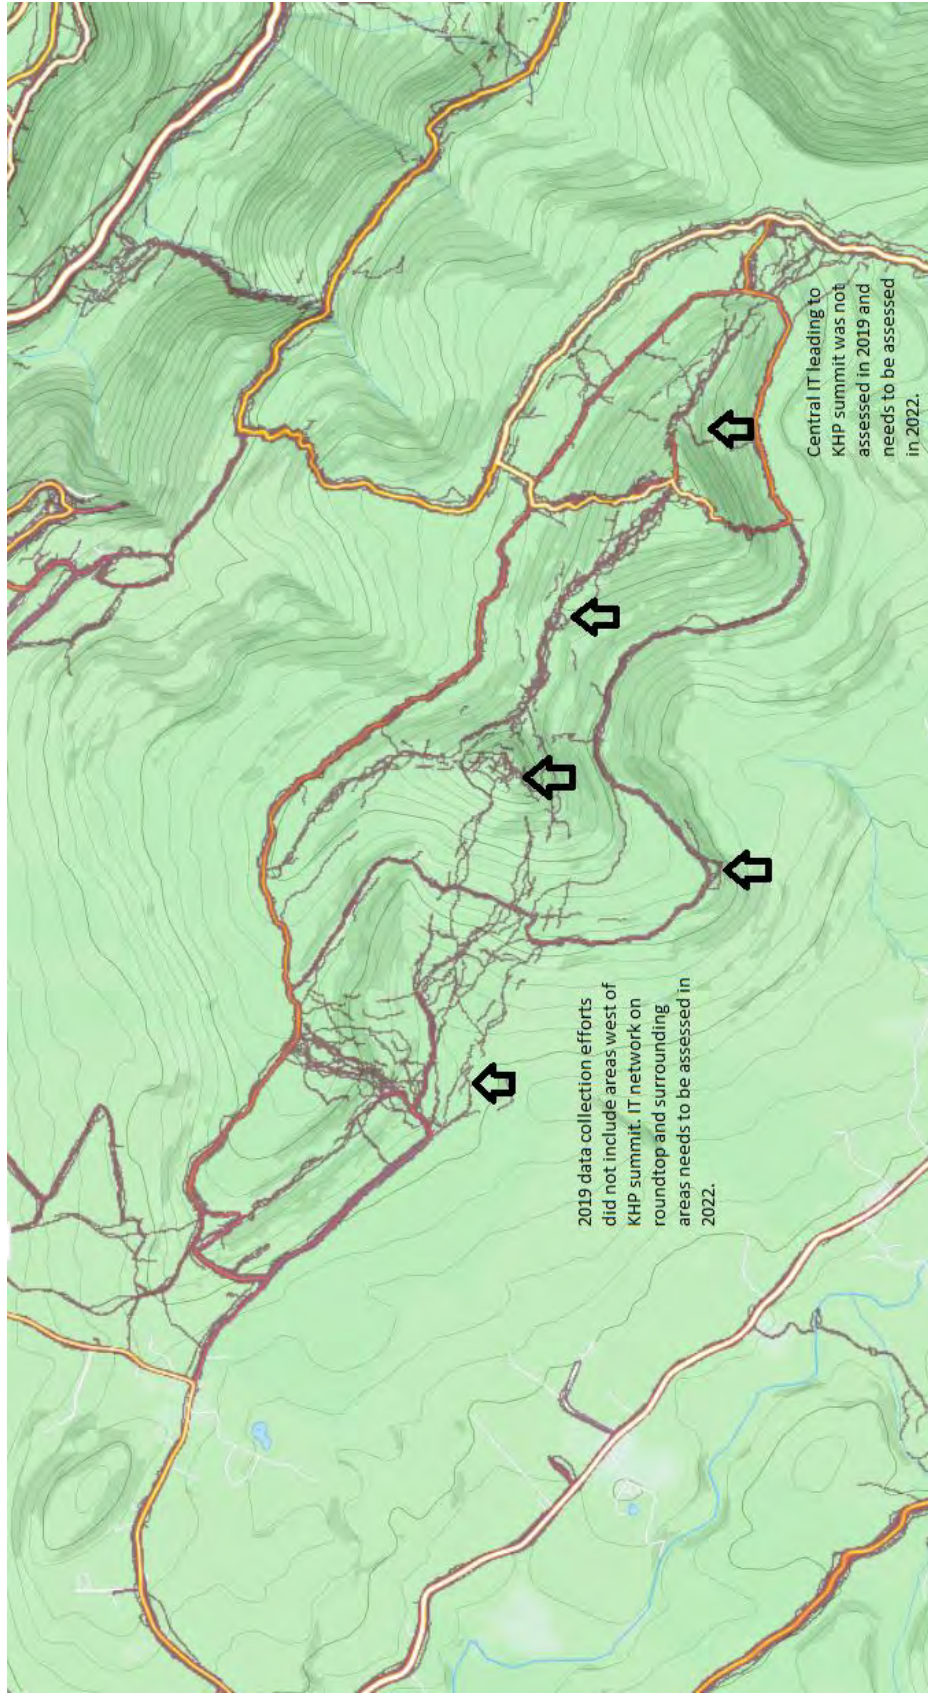 Central IT leading to
KHP summit was not
assessed in 2019 and
needs to be assessed
in 2022.
2019 data collection efforts
did not include areas west of
KHP summit. IT network on
roundtop and surrounding
areas needs to be assessed in
2022.